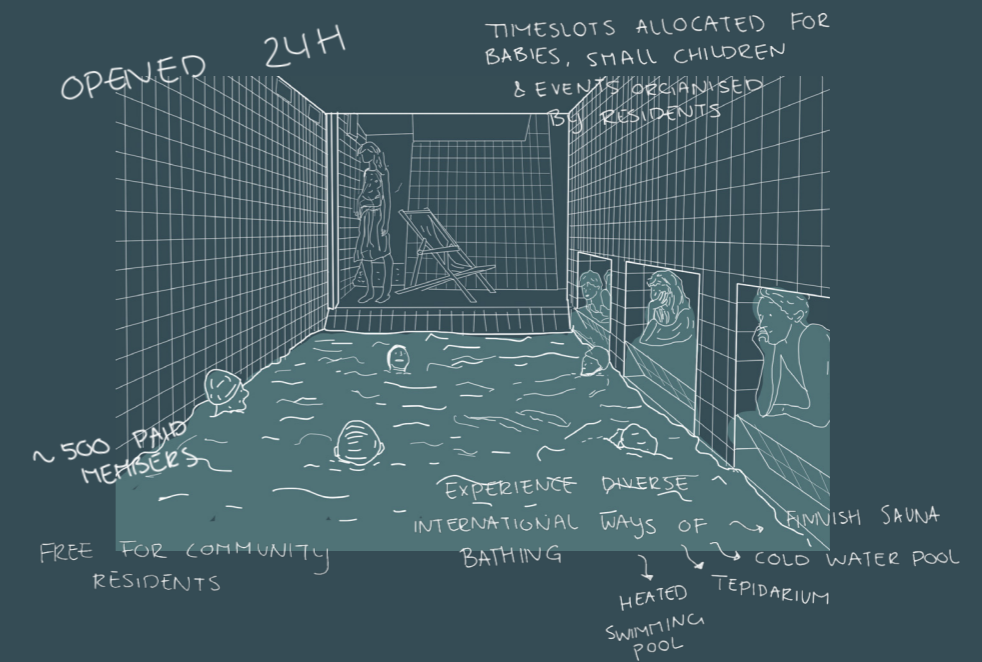 OPENED 24H
TIMESLOTS ALLOCATED FOR
BABIES, SMALL CHILDREN
& EVENTS ORGANISED
BY RESIDENTS
~ 500 PAID
MEMBERS
FREE FOR COMMUNITY
RESIDENTS
EXPERIENCE DIVERSE
INTERNATIONAL WAYS OF
BATHING
FINNISH SAUNA
COLD WATER POOL
TEPIDARIUM
HEATED
SWIMMING
POOL